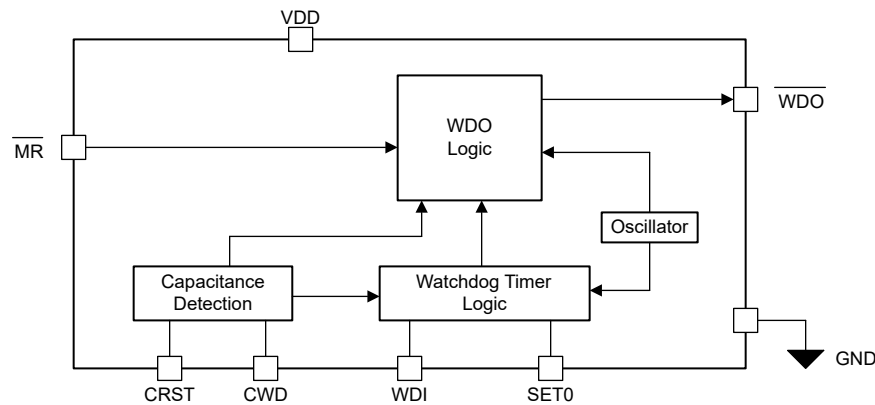 VDD
WDO
Logic
WDO
MR
Oscillator
Capacitance
Detection
Watchdog Timer
Logic
GND
CRST
CWD
WDI
SET0